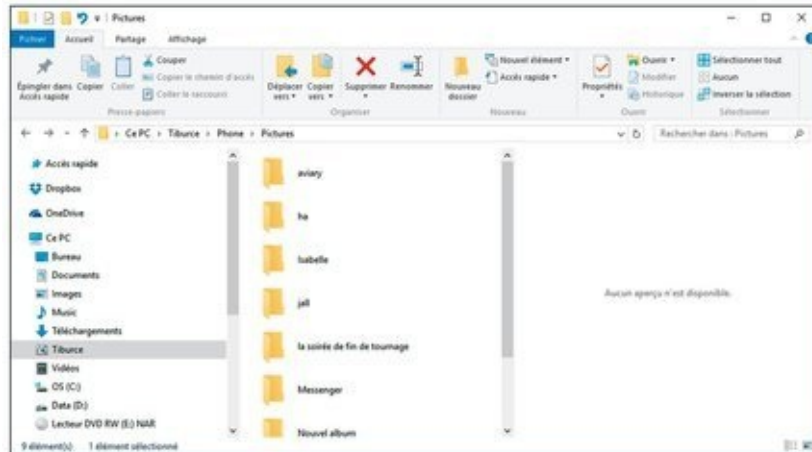 Pictures
Fichier Accueil Partage Affichage
Épingler dans Accès rapide
Copier
Coller
Couper
Copier le chemin d'accès
Coller le raccourci
Presse-papiers
Déplacer vers
Copier vers
Supprimer
Renommer
Organiser
Nouveau dossier
Nouvel élément
Accès rapide
Nouveau
Propriétés
Ouvrir
Modifier
Historique
Ouvrir
Sélectionner tout
Aucun
Inverser la sélection
Sélectionner
Ce PC > Tiburce > Phone > Pictures
Rechercher dans : Pictures
Accès rapide
Dropbox
OneDrive
Ce PC
Bureau
Documents
Images
Music
Téléchargements
Tiburce
Vidéos
OS (C:)
Data (D:)
Lecteur DVD RW (E:) NAR
aviary
ha
Isabelle
jall
la soirée de fin de tournage
Messenger
Nouvel album
Aucun aperçu n'est disponible.
9 élément(s) 1 élément sélectionné